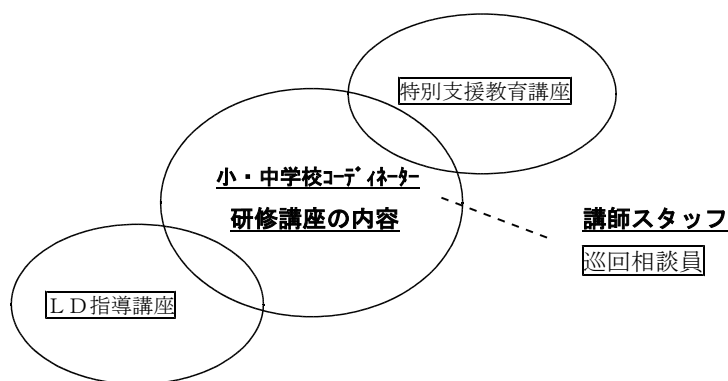 特別支援教育講座
小・中学校ｺｰﾃﾞｨﾈｰﾀｰ
研修講座の内容
講師スタッフ
巡回相談員
ＬＤ指導講座